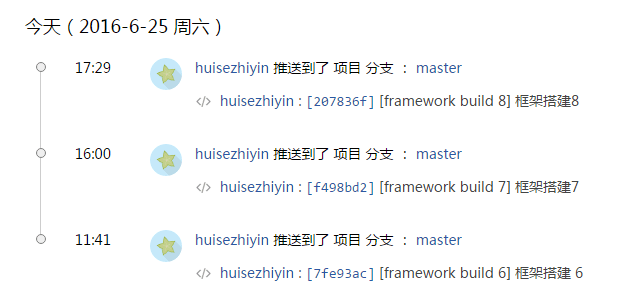 今天（2016-6-25 周六）
17:29 huisezhiyin 推送到了 项目 分支 ： master
</> huisezhiyin : [207836f] [framework build 8] 框架搭建8
16:00 huisezhiyin 推送到了 项目 分支 ： master
</> huisezhiyin : [f498bd2] [framework build 7] 框架搭建7
11:41 huisezhiyin 推送到了 项目 分支 ： master
</> huisezhiyin : [7fe93ac] [framework build 6] 框架搭建 6